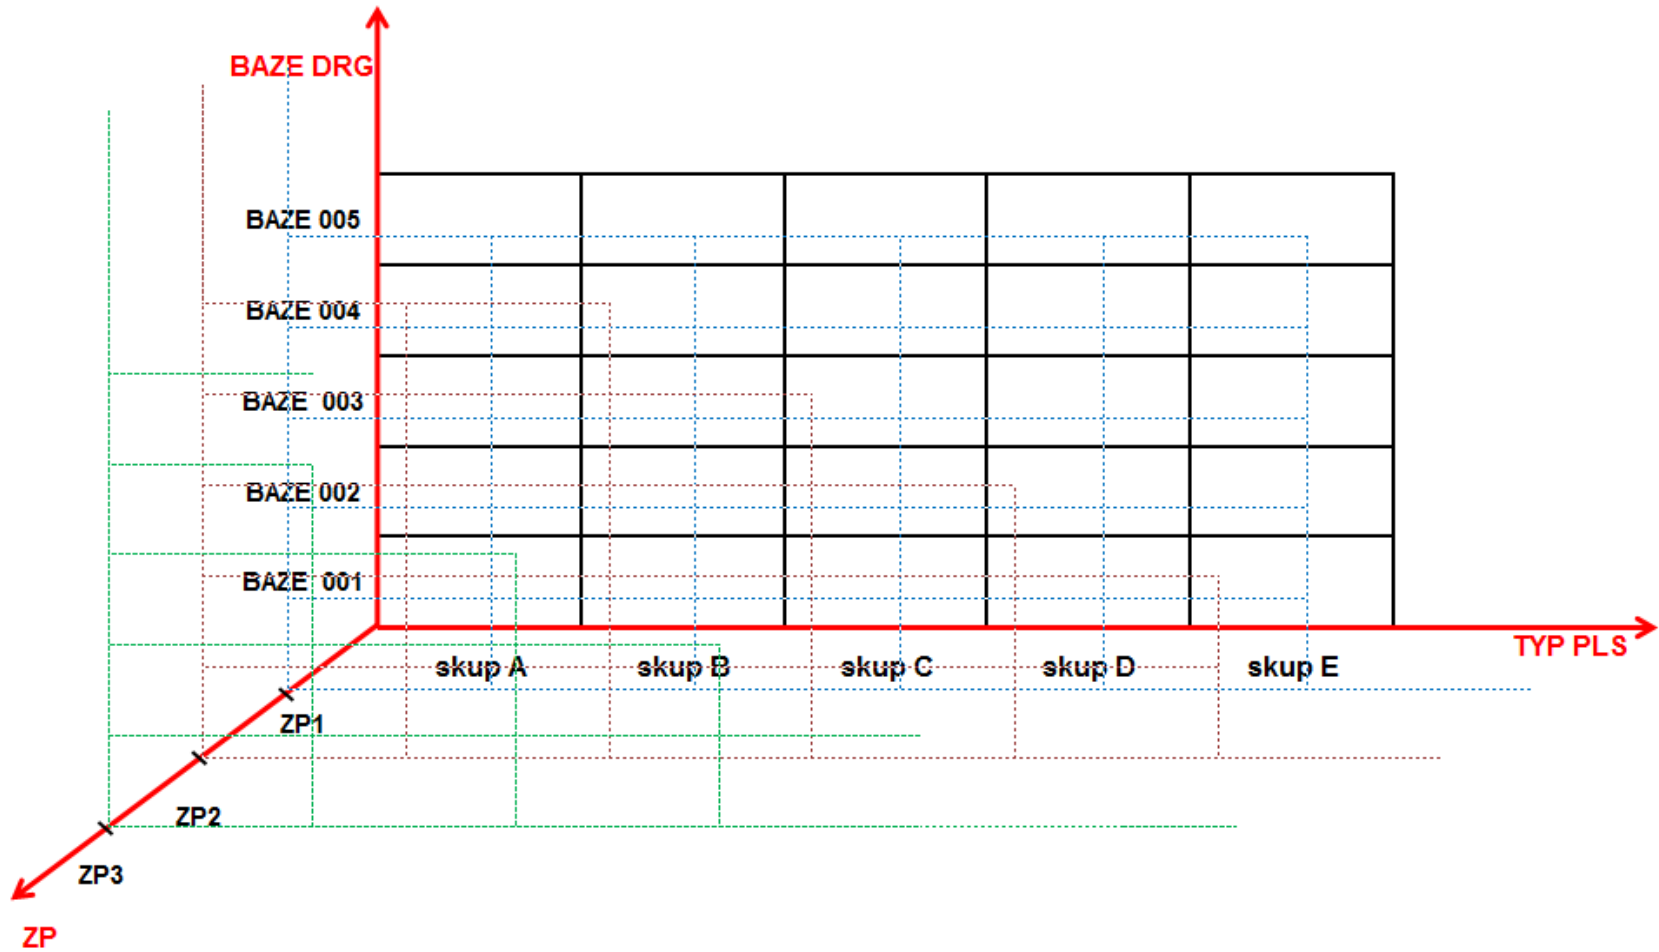 BAZE DRG
BAZE 005
BAZE 004
BAZE  003
BAZE 002
BAZE  001
TYP PLS
skup A
skup B
skup C
skup D
skup E
ZP1
ZP2
ZP3
ZP